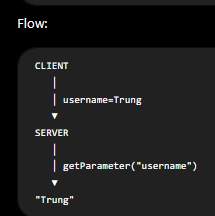 Flow:
CLIENT
│
│ username=Trung
▼
SERVER
│
│ getParameter("username")
▼
"Trung"